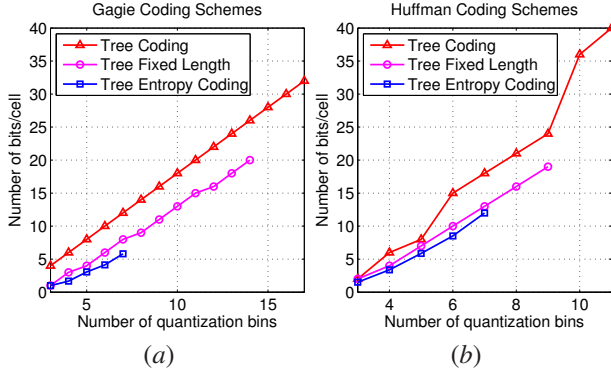 Gagie Coding Schemes
Number of bits/cell
40
35
30
25
20
15
10
5
0
Tree Coding
Tree Fixed Length
Tree Entropy Coding
5 10 15
Number of quantization bins
(a)
Huffman Coding Schemes
Number of bits/cell
40
35
30
25
20
15
10
5
0
Tree Coding
Tree Fixed Length
Tree Entropy Coding
4 6 8 10
Number of quantization bins
(b)